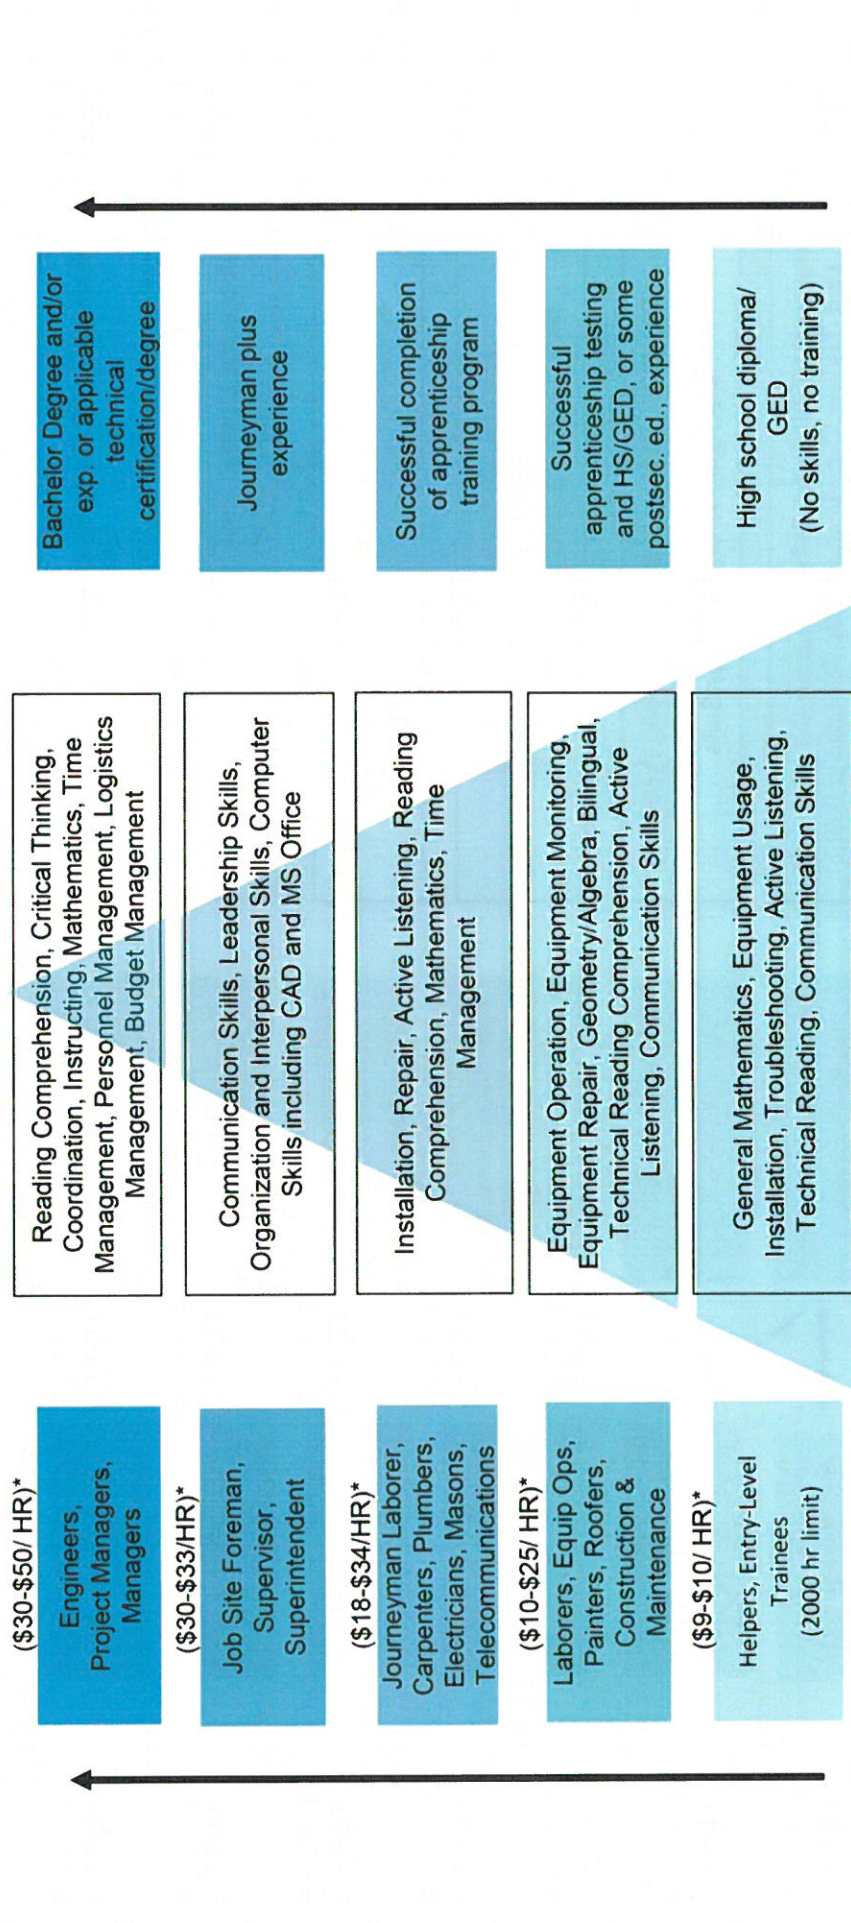 ($30-$50/ HR)*
Engineers,
Project Managers,
Managers
Reading Comprehension, Critical Thinking,
Coordination, Instructing, Mathematics, Time
Management, Personnel Management, Logistics
Management, Budget Management
Bachelor Degree and/or
exp. or applicable
technical
certification/degree
($30-$33/HR)*
Job Site Foreman,
Supervisor,
Superintendent
Communication Skills, Leadership Skills,
Organization and Interpersonal Skills, Computer
Skills including CAD and MS Office
Journeyman plus
experience
($18-$34/HR)*
Journeyman Laborer,
Carpenters, Plumbers,
Electricians, Masons,
Telecommunications
Installation, Repair, Active Listening, Reading
Comprehension, Mathematics, Time
Management
Successful completion
of apprenticeship
training program
($10-$25/ HR)*
Laborers, Equip Ops,
Painters, Roofers,
Construction &
Maintenance
Equipment Operation, Equipment Monitoring,
Equipment Repair, Geometry/Algebra, Bilingual,
Technical Reading Comprehension, Active
Listening, Communication Skills
Successful
apprenticeship testing
and HS/GED, or some
postsec. ed., experience
($9-$10/ HR)*
Helpers, Entry-Level
Trainees
(2000 hr limit)
General Mathematics, Equipment Usage,
Installation, Troubleshooting, Active Listening,
Technical Reading, Communication Skills
High school diploma/
GED
(No skills, no training)